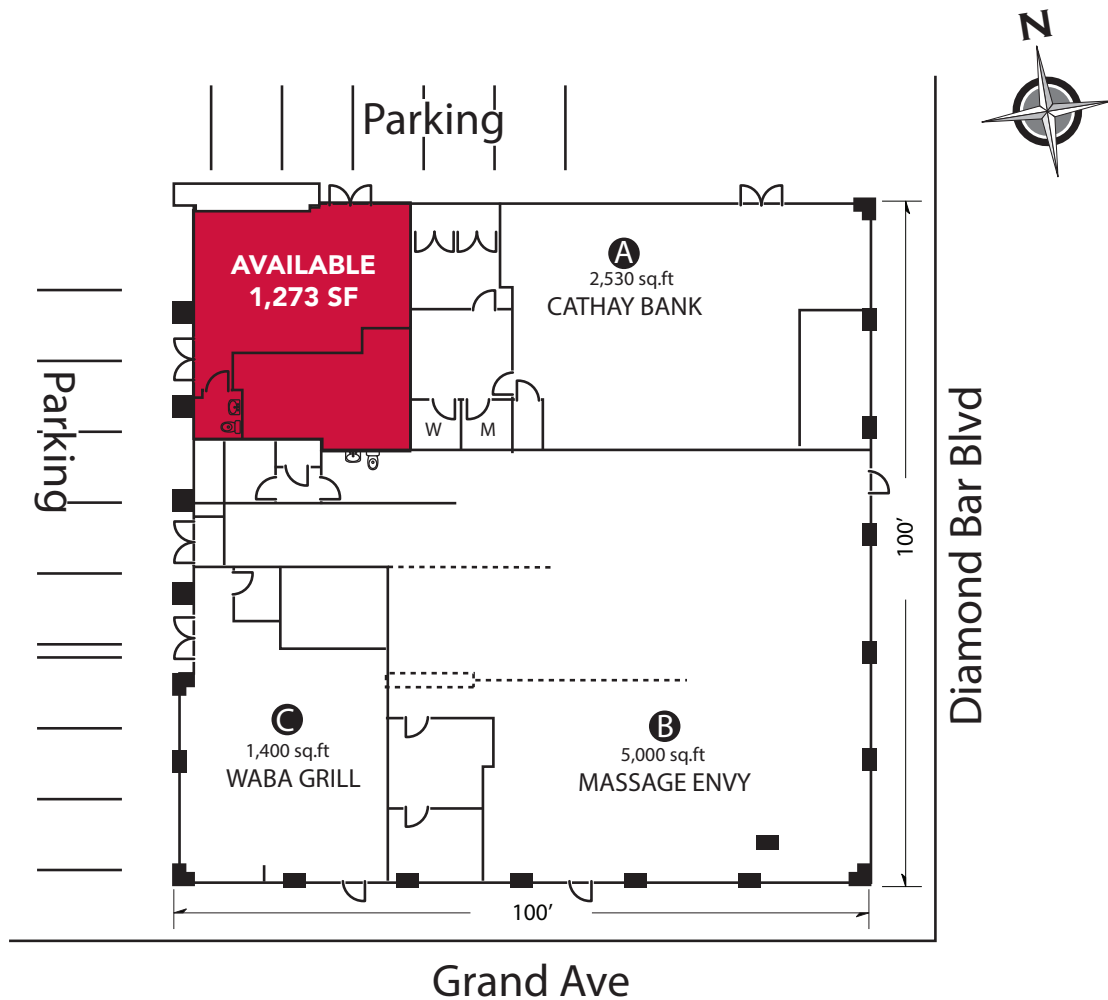 N
Parking
AVAILABLE
1,273 SF
A
2,530 sq.ft
CATHAY BANK
Parking
W
M
Diamond Bar Blvd
100'
C
1,400 sq.ft
WABA GRILL
B
5,000 sq.ft
MASSAGE ENVY
100'
Grand Ave